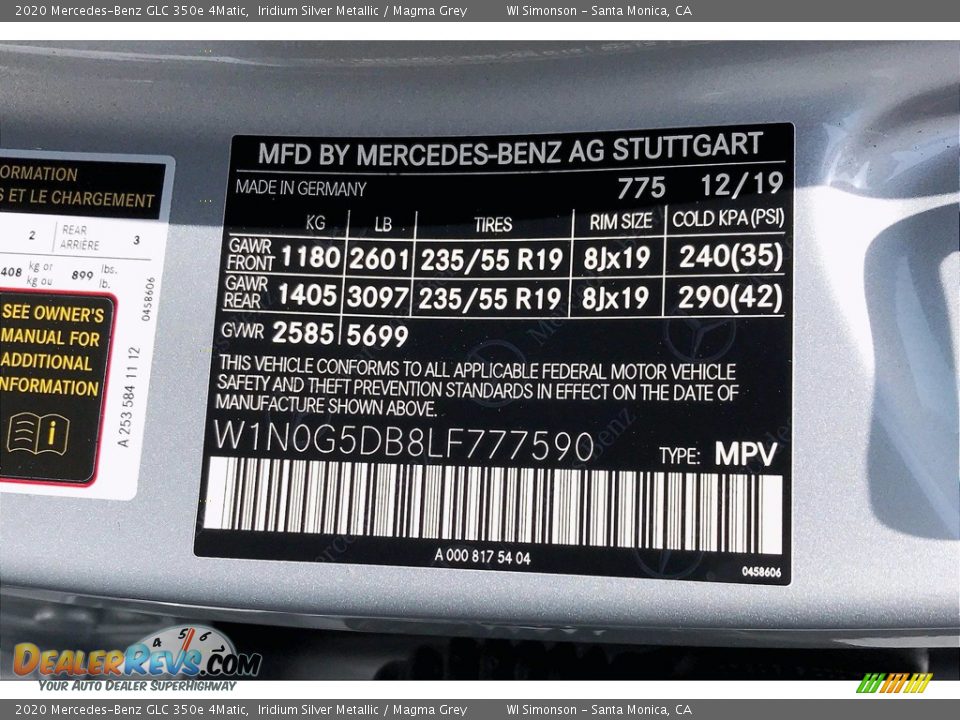 2020 Mercedes-Benz GLC 350e 4Matic, Iridium Silver Metallic / Magma Grey WI Simonson - Santa Monica, CA
ORMATION
S ET LE CHARGEMENT
2 REAR ARRIÈRE 3
408 kg or kg ou 899 lbs. lb.
0458606
SEE OWNER'S
MANUAL FOR
ADDITIONAL
NFORMATION
i
A 253 584 11 12
MFD BY MERCEDES-BENZ AG STUTTGART
MADE IN GERMANY 775 12/19
KG LB TIRES RIM SIZE COLD KPA (PSI)
GAWR FRONT 1180 2601 235/55 R19 8Jx19 240(35)
GAWR REAR 1405 3097 235/55 R19 8Jx19 290(42)
GVWR 2585 5699
THIS VEHICLE CONFORMS TO ALL APPLICABLE FEDERAL MOTOR VEHICLE
SAFETY AND THEFT PREVENTION STANDARDS IN EFFECT ON THE DATE OF
MANUFACTURE SHOWN ABOVE.
W1N0G5DB8LF777590 TYPE: MPV
A 000 817 54 04
0458606
4 5 6
DEALERREVS.COM
YOUR AUTO DEALER SUPERHIGHWAY
2020 Mercedes-Benz GLC 350e 4Matic, Iridium Silver Metallic / Magma Grey WI Simonson - Santa Monica, CA